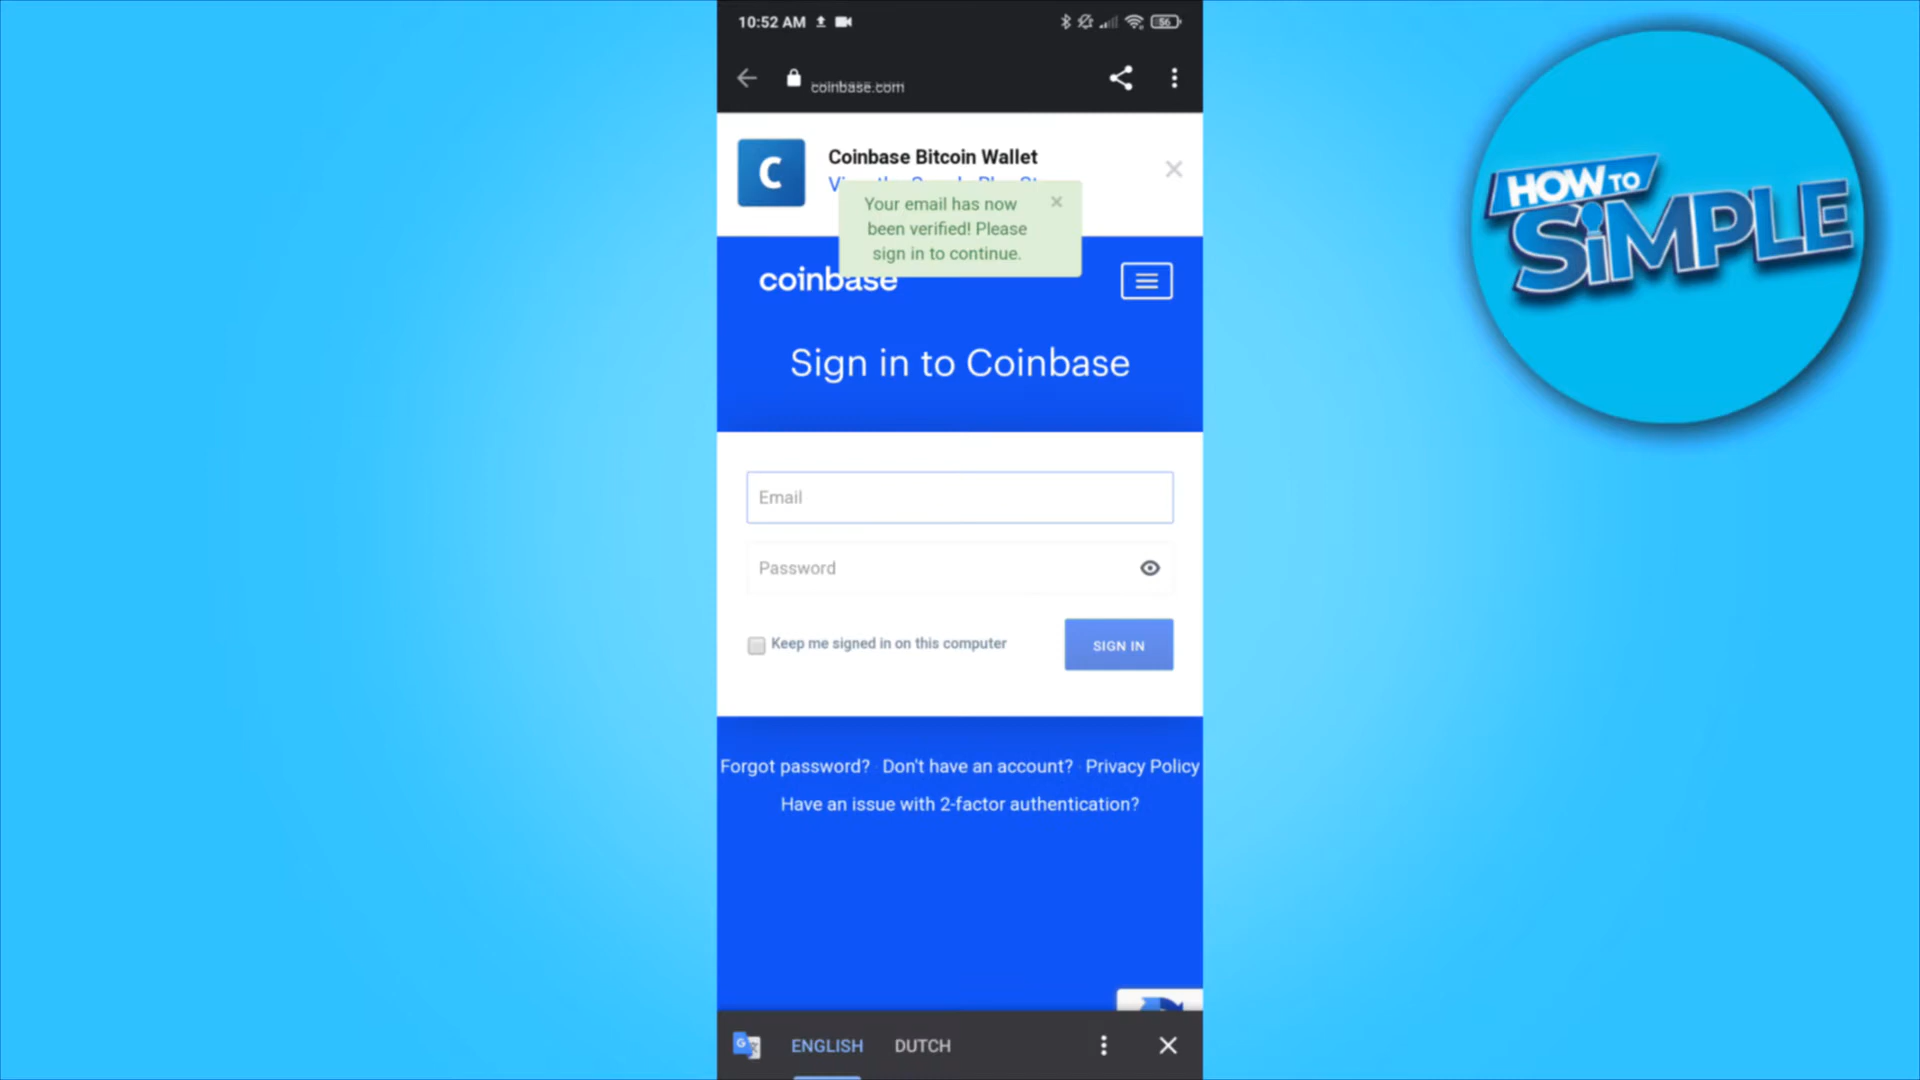 10:52 AM
56
coinbase.com
Coinbase Bitcoin Wallet
Your email has now
been verified! Please
sign in to continue.
coinbase
Sign in to Coinbase
Email
Password
Keep me signed in on this computer
SIGN IN
Forgot password? Don't have an account? Privacy Policy
Have an issue with 2-factor authentication?
ENGLISH DUTCH
HOW TO
SiMPLE